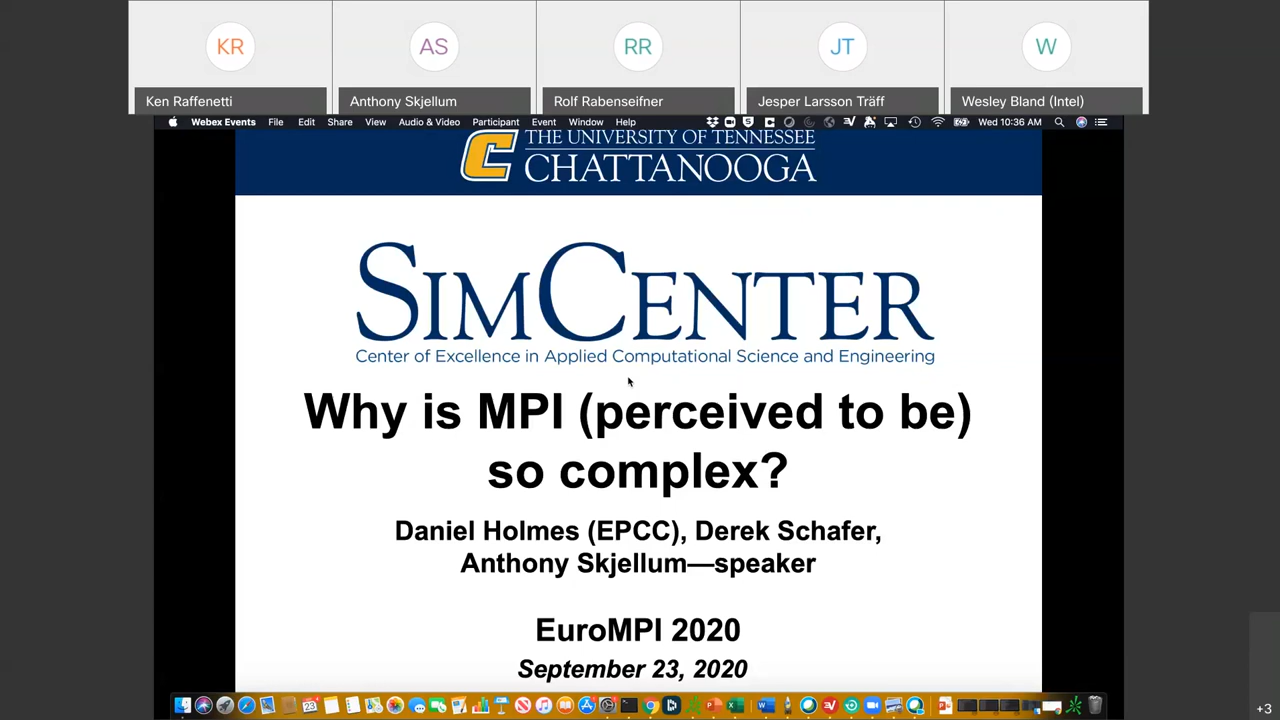 KR
AS
RR
JT
W
Ken Raffenetti
Anthony Skjellum
Rolf Rabenseifner
Jesper Larsson Träff
Wesley Bland (Intel)
Webex Events File Edit Share View Audio & Video Participant Event Window Help Wed 10:36 AM
THE UNIVERSITY OF TENNESSEE
CHATTANOOGA
SIMCENTER
Center of Excellence in Applied Computational Science and Engineering
Why is MPI (perceived to be)
so complex?
Daniel Holmes (EPCC), Derek Schafer,
Anthony Skjellum—speaker
EuroMPI 2020
September 23, 2020
23
+3